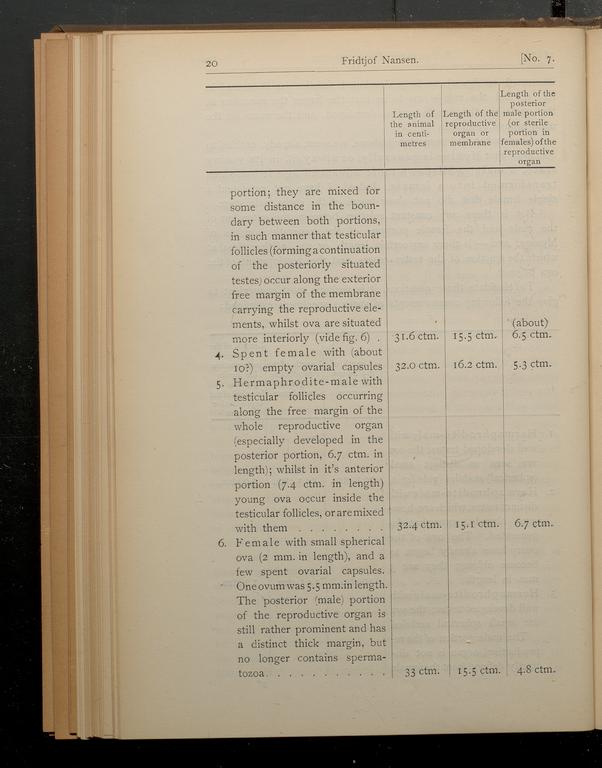 20
Fridtjof Nansen.
[No. 7.
Length of
the animal
in centi-
metres
Length of the
reproductive
organ or
membrane
Length of the
posterior
male portion
(or sterile
portion in
females) of the
reproductive
organ
portion; they are mixed for
some distance in the boun-
dary between both portions,
in such manner that testicular
follicles (forming a continuation
of the posteriorly situated
testes) occur along the exterior
free margin of the membrane
carrying the reproductive ele-
ments, whilst ova are situated
more interiorly (vide fig. 6) . 31.6 ctm. 15.5 ctm. (about) 6.5 ctm.
4. Spent female with (about
10?) empty ovarial capsules 32.0 ctm. 16.2 ctm. 5.3 ctm.
5. Hermaphrodite-male with
testicular follicles occurring
along the free margin of the
whole reproductive organ
(especially developed in the
posterior portion, 6.7 ctm. in
length); whilst in it's anterior
portion (7.4 ctm. in length)
young ova occur inside the
testicular follicles, or are mixed
with them . . . . . . . . 32.4 ctm. 15.1 ctm. 6.7 ctm.
6. Female with small spherical
ova (2 mm. in length), and a
few spent ovarial capsules.
One ovum was 5.5 mm. in length.
The posterior (male) portion
of the reproductive organ is
still rather prominent and has
a distinct thick margin, but
no longer contains sperma-
tozoa . . . . . . . . . . . 33 ctm. 15.5 ctm. 4.8 ctm.